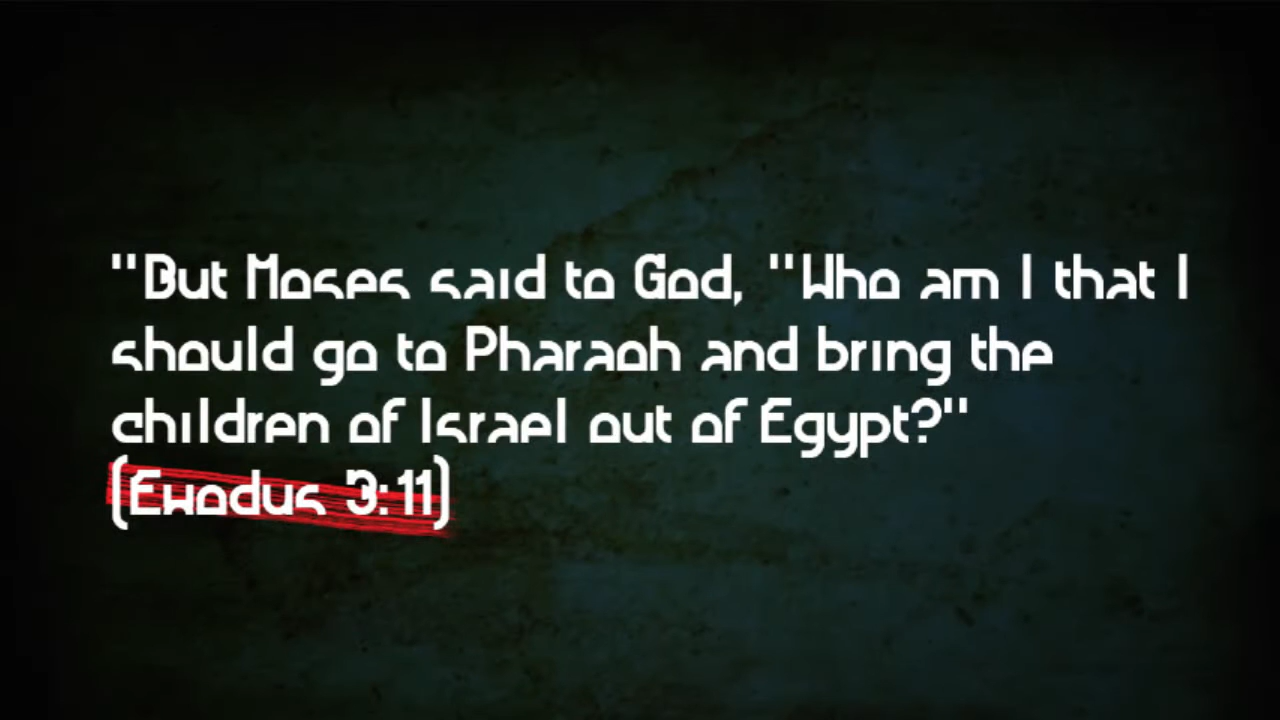 "But Moses said to God, "Who am I that I
should go to Pharaoh and bring the
children of Israel out of Egypt?"
(Exodus 3:11)